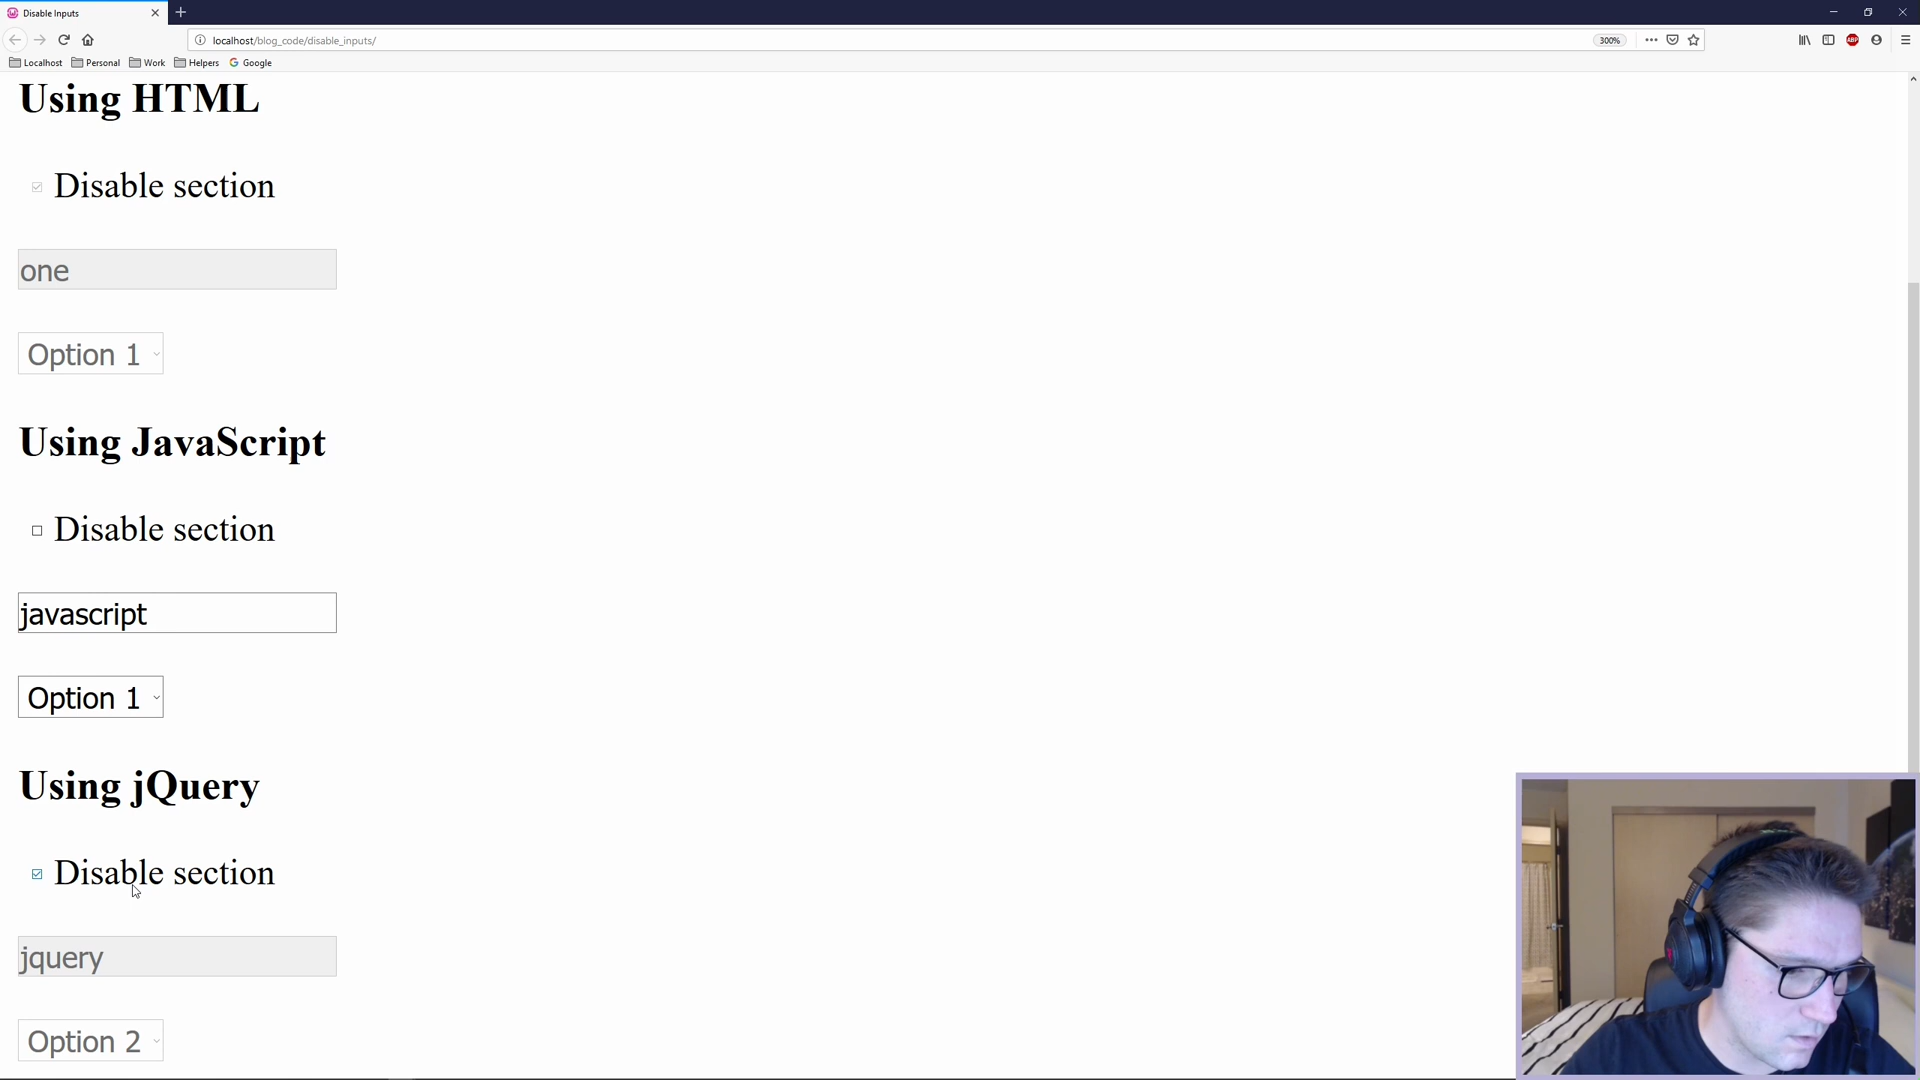 Disable Inputs
localhost/blog_code/disable_inputs/
300%
ABP
Localhost Personal Work Helpers Google
Using HTML
Disable section
one
Option 1
Using JavaScript
Disable section
javascript
Option 1
Using jQuery
Disable section
jquery
Option 2